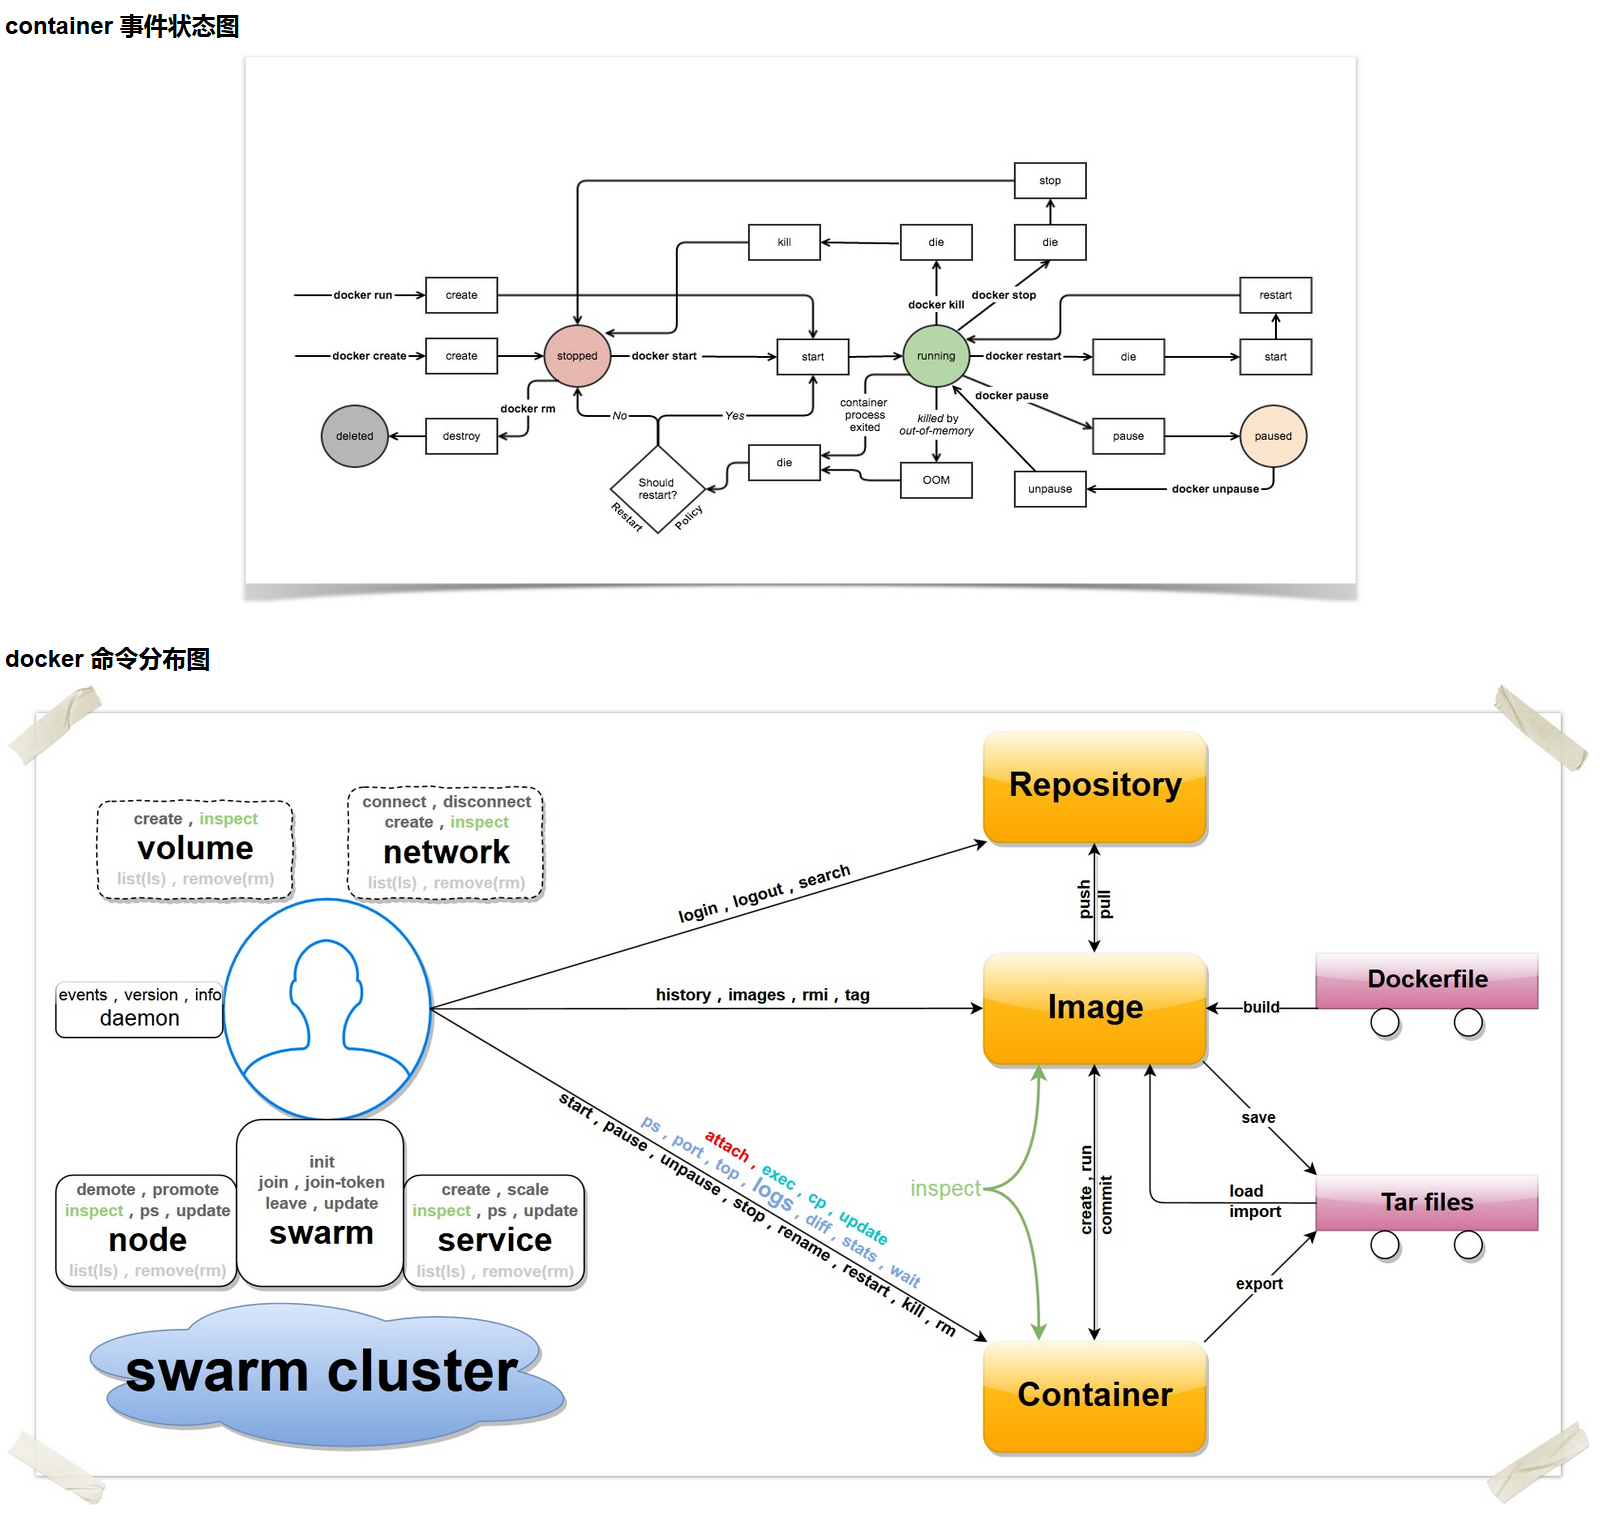 container 事件状态图
stop
kill
die
die
docker run
create
docker kill
docker stop
restart
docker create
create
stopped
docker start
start
running
docker restart
die
start
docker rm
No
Yes
container
process
exited
killed by
out-of-memory
docker pause
deleted
destroy
pause
paused
die
Should
restart?
Restart
Policy
OOM
unpause
docker unpause
docker 命令分布图
Repository
create , inspect
volume
list(ls) , remove(rm)
connect , disconnect
create , inspect
network
list(ls) , remove(rm)
login , logout , search
push
pull
events , version , info
daemon
history , images , rmi , tag
Image
build
Dockerfile
save
attach , exec , cp , update
ps , port , top , logs , diff , stats , wait
start , pause , unpause , stop , rename , restart , kill , rm
inspect
create , run
commit
load
import
Tar files
export
init
join , join-token
leave , update
swarm
demote , promote
inspect , ps , update
node
list(ls) , remove(rm)
create , scale
inspect , ps , update
service
list(ls) , remove(rm)
swarm cluster
Container